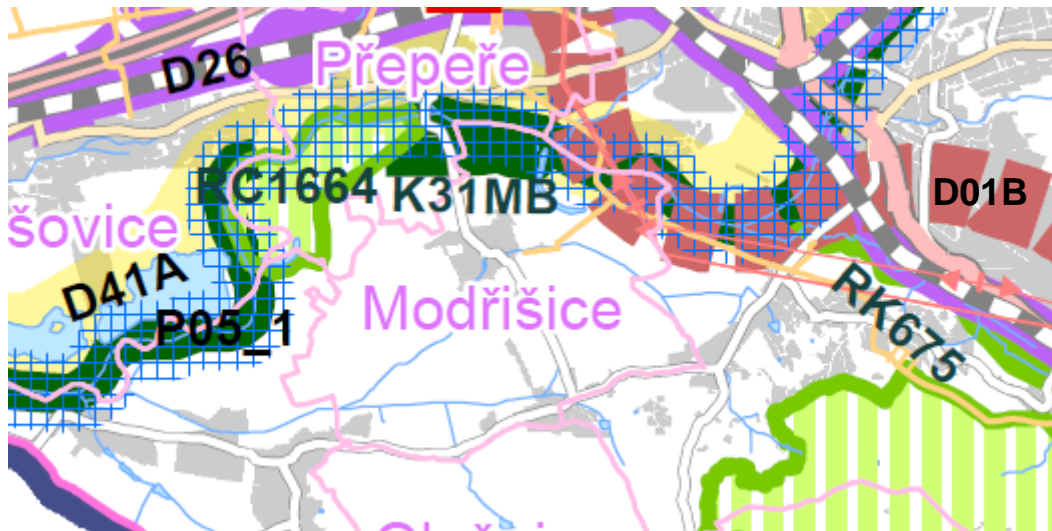 D26
Přepeře
RC1664
K31MB
D01B
šovice
D41A
P05_1
Modřišice
RK675